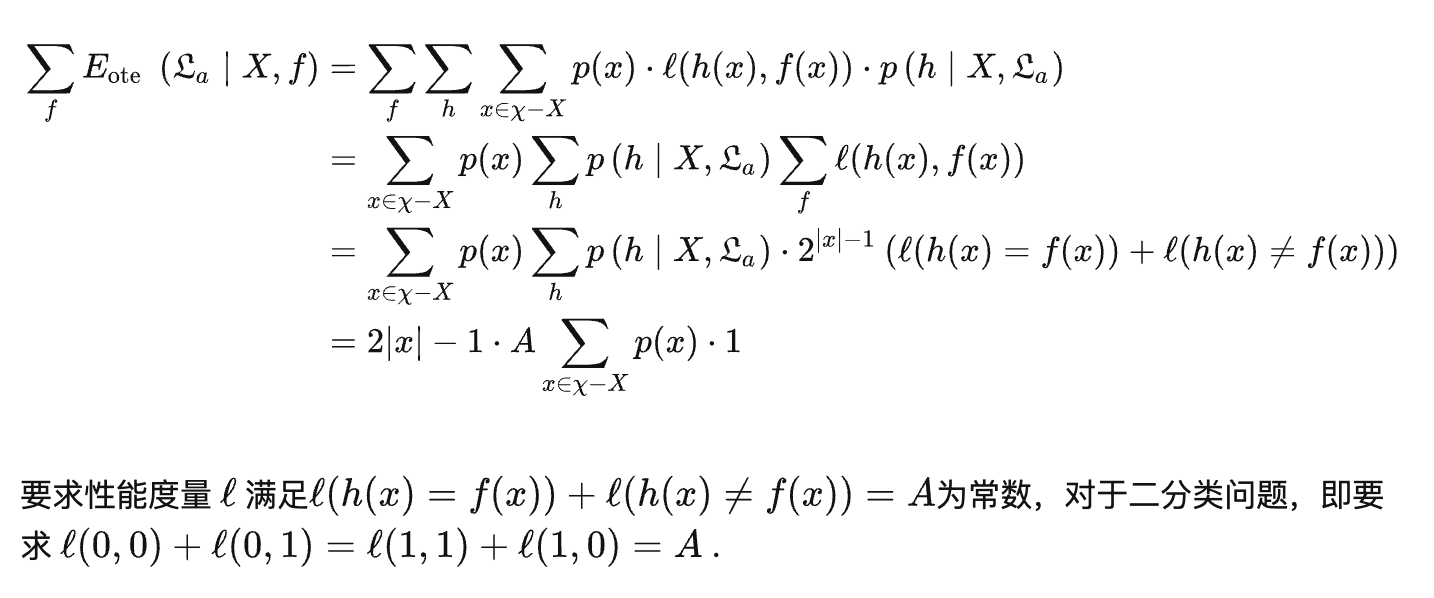 ∑_f E_ote (𝔏_a | X, f) = ∑_f ∑_h ∑_{x∈χ−X} p(x) · ℓ(h(x), f(x)) · p (h | X, 𝔏_a)
= ∑_{x∈χ−X} p(x) ∑_h p (h | X, 𝔏_a) ∑_f ℓ(h(x), f(x))
= ∑_{x∈χ−X} p(x) ∑_h p (h | X, 𝔏_a) · 2^{|x|−1} (ℓ(h(x) = f(x)) + ℓ(h(x) ≠ f(x)))
= 2|x| − 1 · A ∑_{x∈χ−X} p(x) · 1
要求性能度量 ℓ 满足ℓ(h(x) = f(x)) + ℓ(h(x) ≠ f(x)) = A为常数，对于二分类问题，即要
求 ℓ(0, 0) + ℓ(0, 1) = ℓ(1, 1) + ℓ(1, 0) = A .